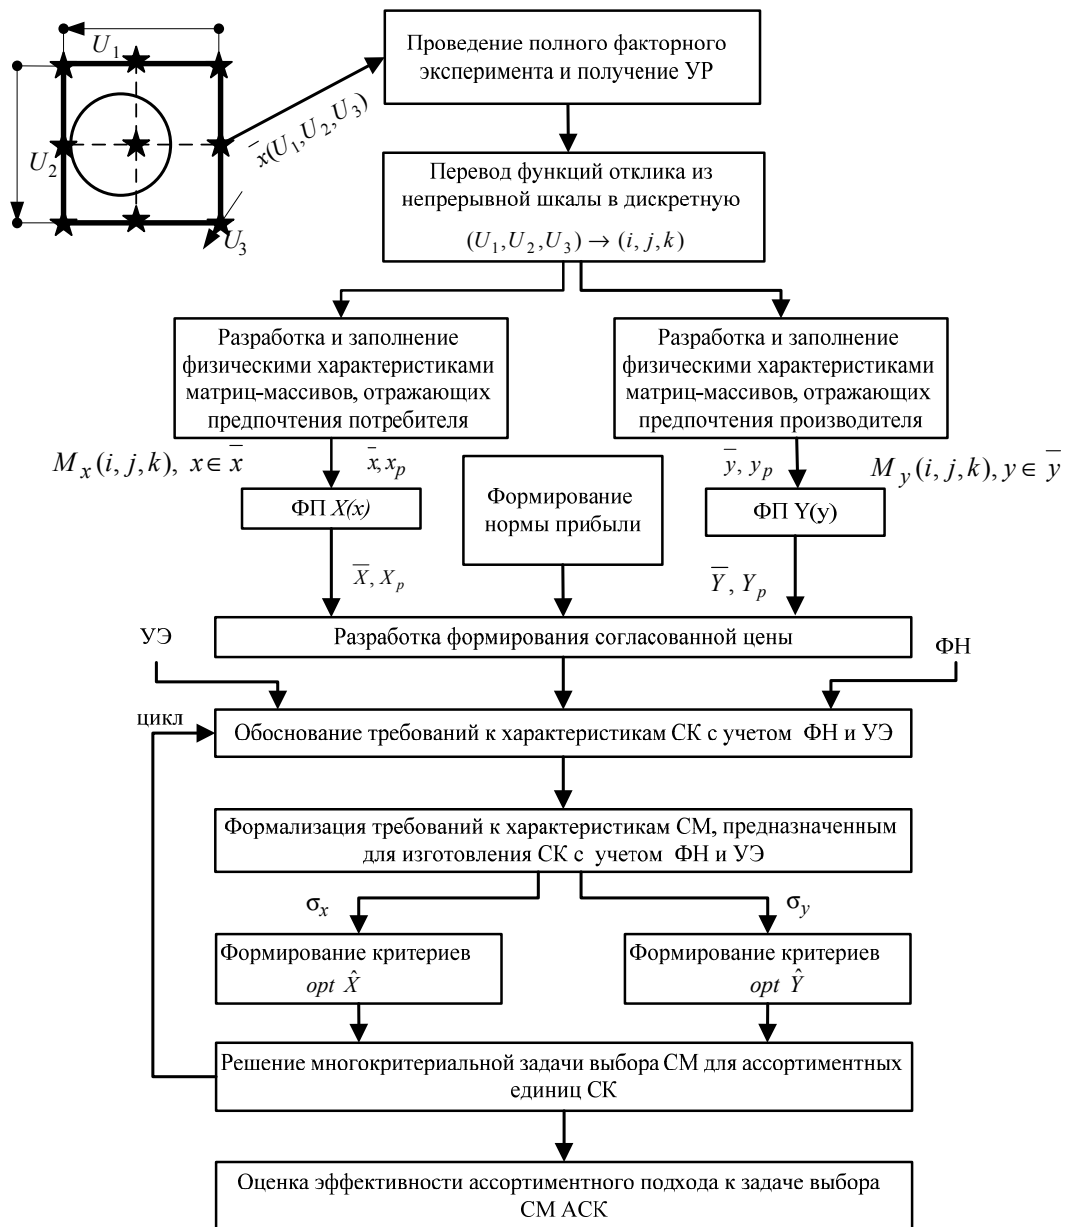 U₁
U₂
U₃
x̄(U₁,U₂,U₃)
Проведение полного факторного
эксперимента и получение УР
Перевод функций отклика из
непрерывной шкалы в дискретную
(U₁,U₂,U₃) → (i, j, k)
Разработка и заполнение
физическими характеристиками
матриц-массивов, отражающих
предпочтения потребителя
Разработка и заполнение
физическими характеристиками
матриц-массивов, отражающих
предпочтения производителя
Mₓ(i, j, k), x ∈ x̄
x̄, xₚ
ȳ, yₚ
M_y(i, j, k), y ∈ ȳ
ФП X(x)
Формирование
нормы прибыли
ФП Y(y)
X̄, Xₚ
Ȳ, Yₚ
Разработка формирования согласованной цены
УЭ
ФН
цикл
Обоснование требований к характеристикам СК с учетом ФН и УЭ
Формализация требований к характеристикам СМ, предназначенным
для изготовления СК с учетом ФН и УЭ
σₓ
σ_y
Формирование критериев
opt X̂
Формирование критериев
opt Ŷ
Решение многокритериальной задачи выбора СМ для ассортиментных
единиц СК
Оценка эффективности ассортиментного подхода к задаче выбора
СМ АСК